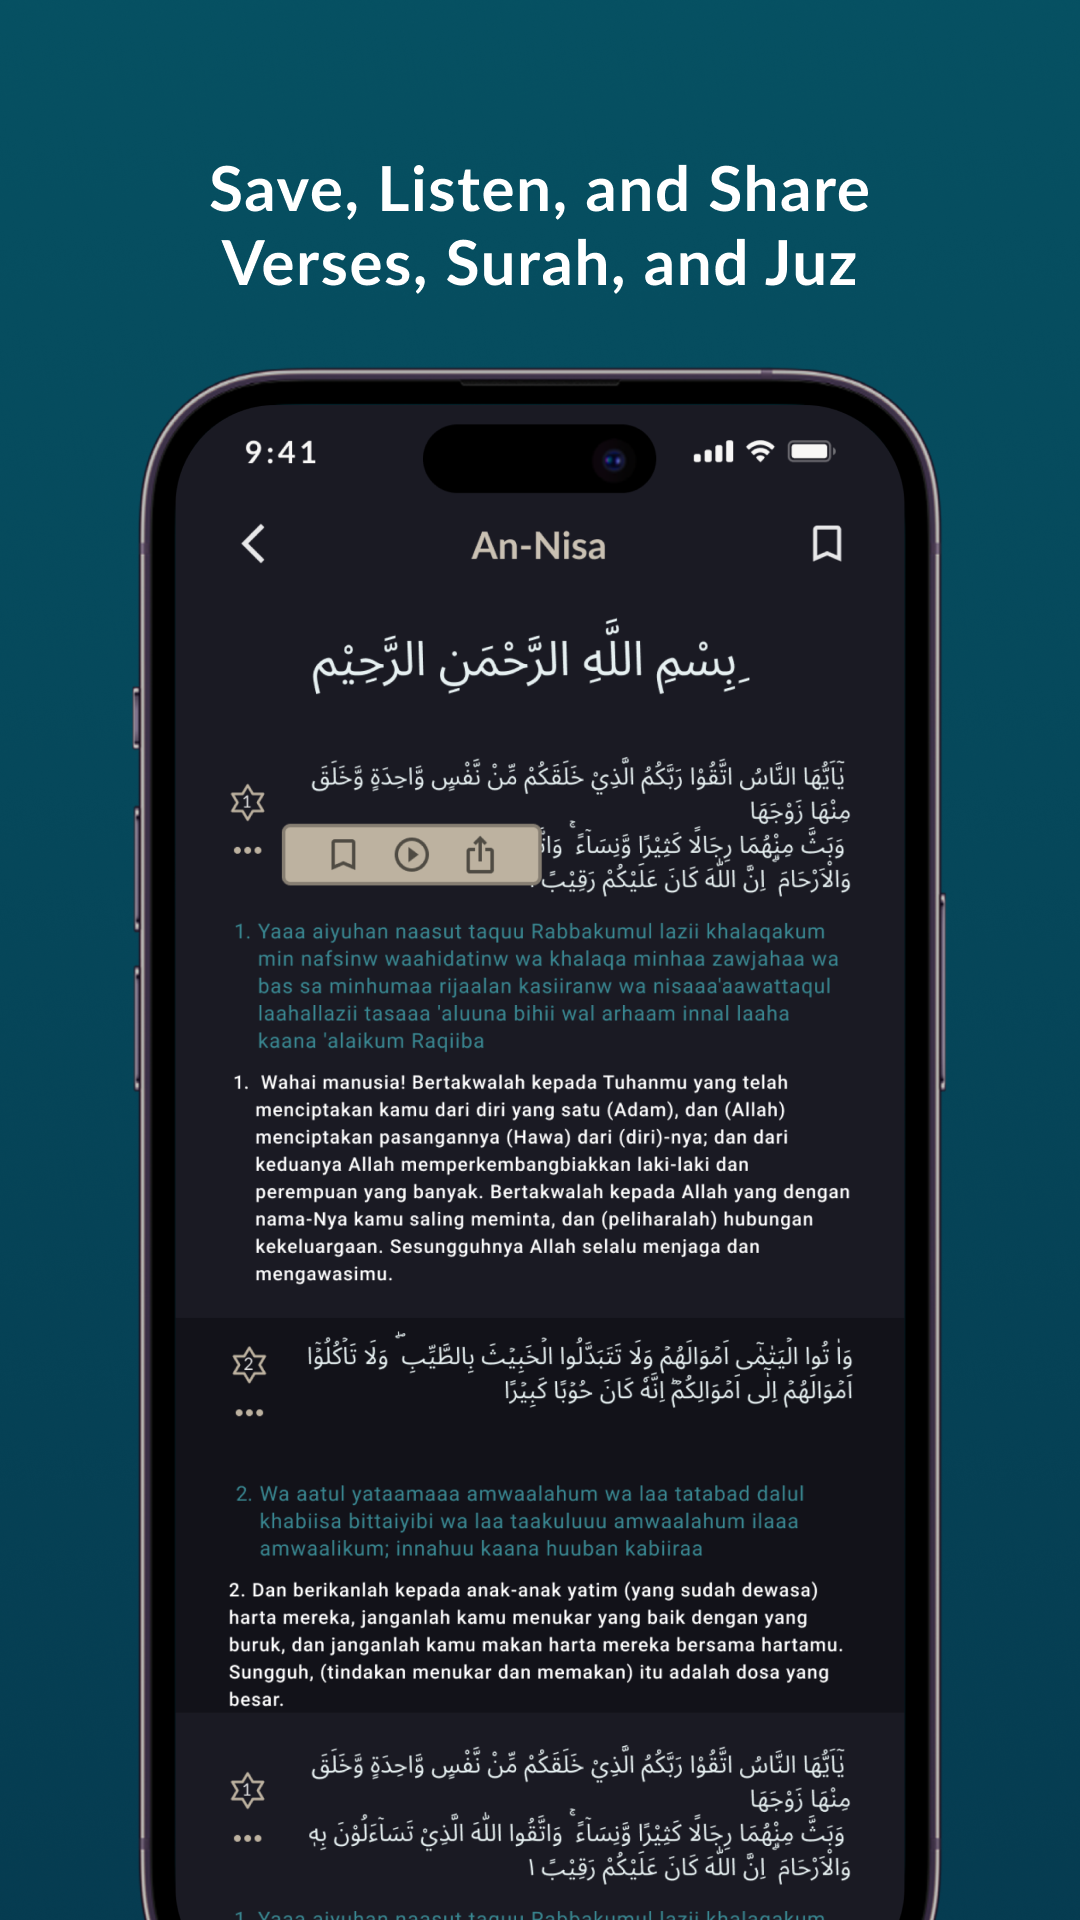 Save, Listen, and Share
Verses, Surah, and Juz
9:41
An-Nisa
بِسْمِ اللَّهِ الرَّحْمَنِ الرَّحِيْمِ
1
يٰٓاَيُّهَا النَّاسُ اتَّقُوْا رَبَّكُمُ الَّذِيْ خَلَقَكُمْ مِّنْ نَّفْسٍ وَّاحِدَةٍ وَّخَلَقَ
مِنْهَا زَوْجَهَا
وَبَثَّ مِنْهُمَا رِجَالًا كَثِيْرًا وَّنِسَاۤءً ۚ
وَالْاَرْحَامَ ۗ اِنَّ اللّٰهَ كَانَ عَلَيْكُمْ رَقِيْبًا
1. Yaaa aiyuhan naasut taquu Rabbakumul lazii khalaqakum
min nafsinw waahidatinw wa khalaqa minhaa zawjahaa wa
bas sa minhumaa rijaalan kasiiranw wa nisaaa'aawattaqul
laahallazii tasaaa 'aluuna bihii wal arhaam innal laaha
kaana 'alaikum Raqiiba
1. Wahai manusia! Bertakwalah kepada Tuhanmu yang telah
menciptakan kamu dari diri yang satu (Adam), dan (Allah)
menciptakan pasangannya (Hawa) dari (diri)-nya; dan dari
keduanya Allah memperkembangbiakkan laki-laki dan
perempuan yang banyak. Bertakwalah kepada Allah yang dengan
nama-Nya kamu saling meminta, dan (peliharalah) hubungan
kekeluargaan. Sesungguhnya Allah selalu menjaga dan
mengawasimu.
2
وَاٰ تُوا الْيَتٰمٰٓى اَمْوَالَهُمْ وَلَا تَتَبَدَّلُوا الْخَبِيْثَ بِالطَّيِّبِ ۖ وَلَا تَأْكُلُوْٓا
اَمْوَالَهُمْ اِلٰٓى اَمْوَالِكُمْ ۗ اِنَّهٗ كَانَ حُوْبًا كَبِيْرًا
2. Wa aatul yataamaaa amwaalahum wa laa tatabad dalul
khabiisa bittaiyibi wa laa taakuluuu amwaalahum ilaaa
amwaalikum; innahuu kaana huuban kabiiraa
2. Dan berikanlah kepada anak-anak yatim (yang sudah dewasa)
harta mereka, janganlah kamu menukar yang baik dengan yang
buruk, dan janganlah kamu makan harta mereka bersama hartamu.
Sungguh, (tindakan menukar dan memakan) itu adalah dosa yang
besar.
1
يٰٓاَيُّهَا النَّاسُ اتَّقُوْا رَبَّكُمُ الَّذِيْ خَلَقَكُمْ مِّنْ نَّفْسٍ وَّاحِدَةٍ وَّخَلَقَ
مِنْهَا زَوْجَهَا
وَبَثَّ مِنْهُمَا رِجَالًا كَثِيْرًا وَّنِسَاۤءً ۚ وَاتَّقُوا اللّٰهَ الَّذِيْ تَسَاۤءَلُوْنَ بِهٖ
وَالْاَرْحَامَ ۗ اِنَّ اللّٰهَ كَانَ عَلَيْكُمْ رَقِيْبًا ١
1. Yaaa aiyuhan naasut taquu Rabbakumul lazii khalaqakum